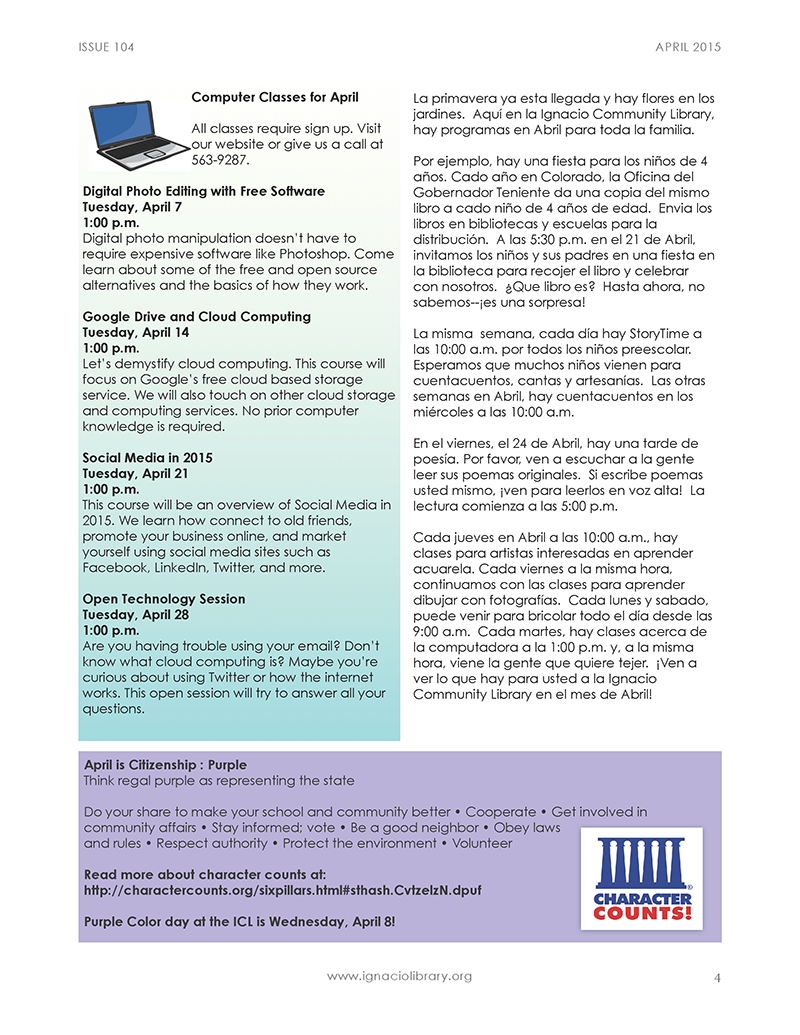 ISSUE 104
APRIL 2015
Computer Classes for April
All classes require sign up. Visit
our website or give us a call at
563-9287.
Digital Photo Editing with Free Software
Tuesday, April 7
1:00 p.m.
Digital photo manipulation doesn't have to
require expensive software like Photoshop. Come
learn about some of the free and open source
alternatives and the basics of how they work.
Google Drive and Cloud Computing
Tuesday, April 14
1:00 p.m.
Let's demystify cloud computing. This course will
focus on Google's free cloud based storage
service. We will also touch on other cloud storage
and computing services. No prior computer
knowledge is required.
Social Media in 2015
Tuesday, April 21
1:00 p.m.
This course will be an overview of Social Media in
2015. We learn how connect to old friends,
promote your business online, and market
yourself using social media sites such as
Facebook, LinkedIn, Twitter, and more.
Open Technology Session
Tuesday, April 28
1:00 p.m.
Are you having trouble using your email? Don't
know what cloud computing is? Maybe you're
curious about using Twitter or how the internet
works. This open session will try to answer all your
questions.
La primavera ya esta llegada y hay flores en los
jardines. Aquí en la Ignacio Community Library,
hay programas en Abril para toda la familia.
Por ejemplo, hay una fiesta para los niños de 4
años. Cado año en Colorado, la Oficina del
Gobernador Teniente da una copia del mismo
libro a cado niño de 4 años de edad. Envia los
libros en bibliotecas y escuelas para la
distribución. A las 5:30 p.m. en el 21 de Abril,
invitamos los niños y sus padres en una fiesta en
la biblioteca para recojer el libro y celebrar
con nosotros. ¿Que libro es? Hasta ahora, no
sabemos--¡es una sorpresa!
La misma semana, cada día hay StoryTime a
las 10:00 a.m. por todos los niños preescolar.
Esperamos que muchos niños vienen para
cuentacuentos, cantas y artesanías. Las otras
semanas en Abril, hay cuentacuentos en los
miércoles a las 10:00 a.m.
En el viernes, el 24 de Abril, hay una tarde de
poesía. Por favor, ven a escuchar a la gente
leer sus poemas originales. Si escribe poemas
usted mismo, ¡ven para leerlos en voz alta! La
lectura comienza a las 5:00 p.m.
Cada jueves en Abril a las 10:00 a.m., hay
clases para artistas interesadas en aprender
acuarela. Cada viernes a la misma hora,
continuamos con las clases para aprender
dibujar con fotografías. Cada lunes y sabado,
puede venir para bricolar todo el día desde las
9:00 a.m. Cada martes, hay clases acerca de
la computadora a la 1:00 p.m. y, a la misma
hora, viene la gente que quiere tejer. ¡Ven a
ver lo que hay para usted a la Ignacio
Community Library en el mes de Abril!
April is Citizenship : Purple
Think regal purple as representing the state
Do your share to make your school and community better • Cooperate • Get involved in
community affairs • Stay informed; vote • Be a good neighbor • Obey laws
and rules • Respect authority • Protect the environment • Volunteer
Read more about character counts at:
http://charactercounts.org/sixpillars.html#sthash.CvtzeIzN.dpuf
Purple Color day at the ICL is Wednesday, April 8!
®
CHARACTER
COUNTS!
www.ignaciolibrary.org
4